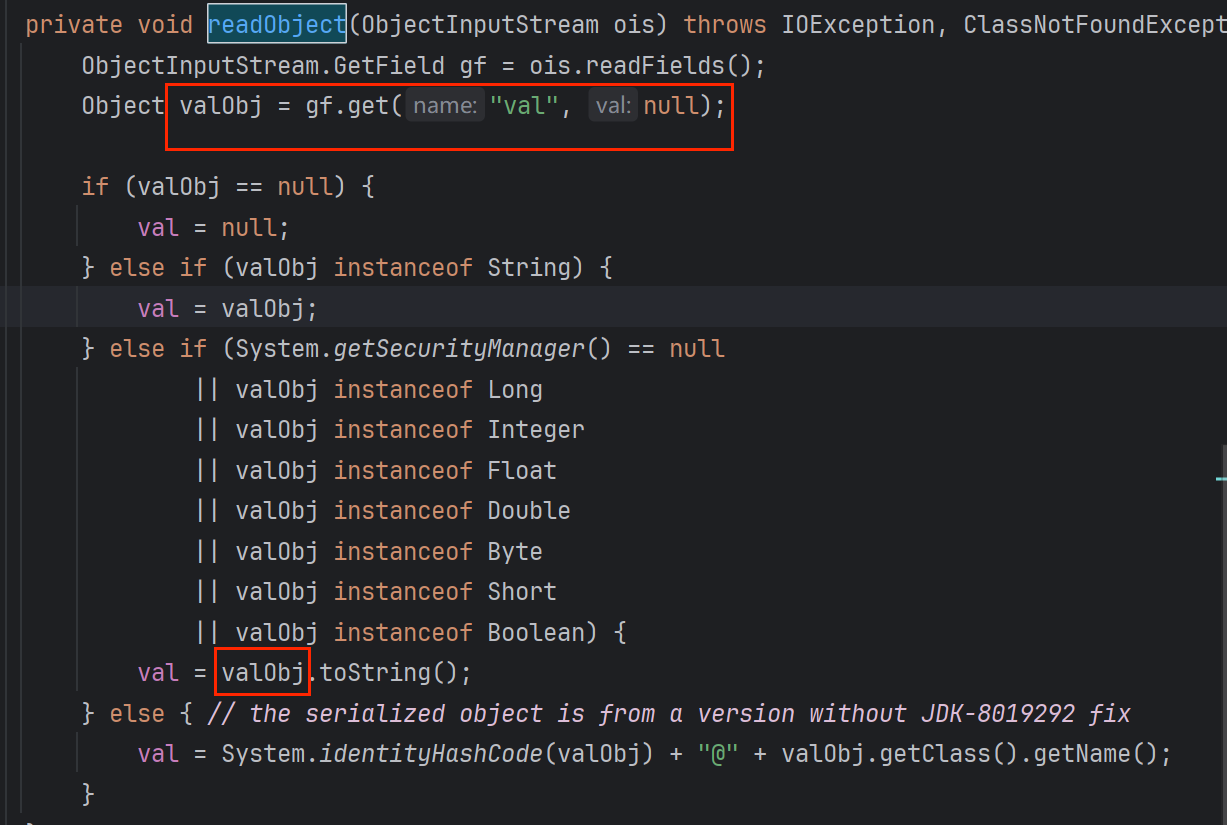 private void readObject(ObjectInputStream ois) throws IOException, ClassNotFoundExcept
ObjectInputStream.GetField gf = ois.readFields();
Object valObj = gf.get( name: "val", val: null);
if (valObj == null) {
val = null;
} else if (valObj instanceof String) {
val = valObj;
} else if (System.getSecurityManager() == null
|| valObj instanceof Long
|| valObj instanceof Integer
|| valObj instanceof Float
|| valObj instanceof Double
|| valObj instanceof Byte
|| valObj instanceof Short
|| valObj instanceof Boolean) {
val = valObj.toString();
} else { // the serialized object is from a version without JDK-8019292 fix
val = System.identityHashCode(valObj) + "@" + valObj.getClass().getName();
}